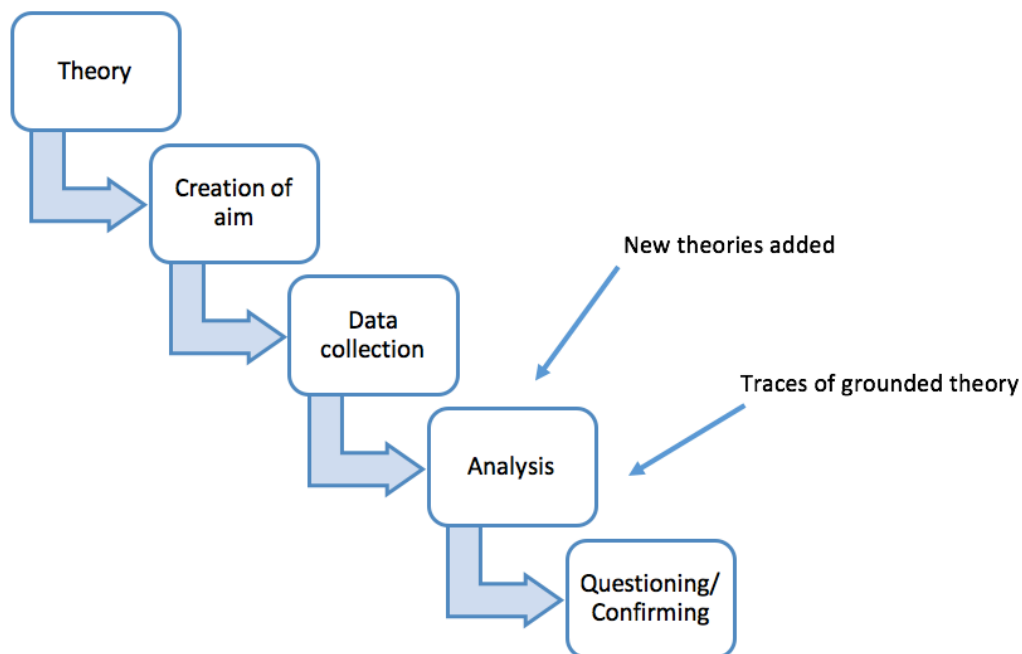 Theory
Creation of
aim
New theories added
Data
collection
Traces of grounded theory
Analysis
Questioning/
Confirming